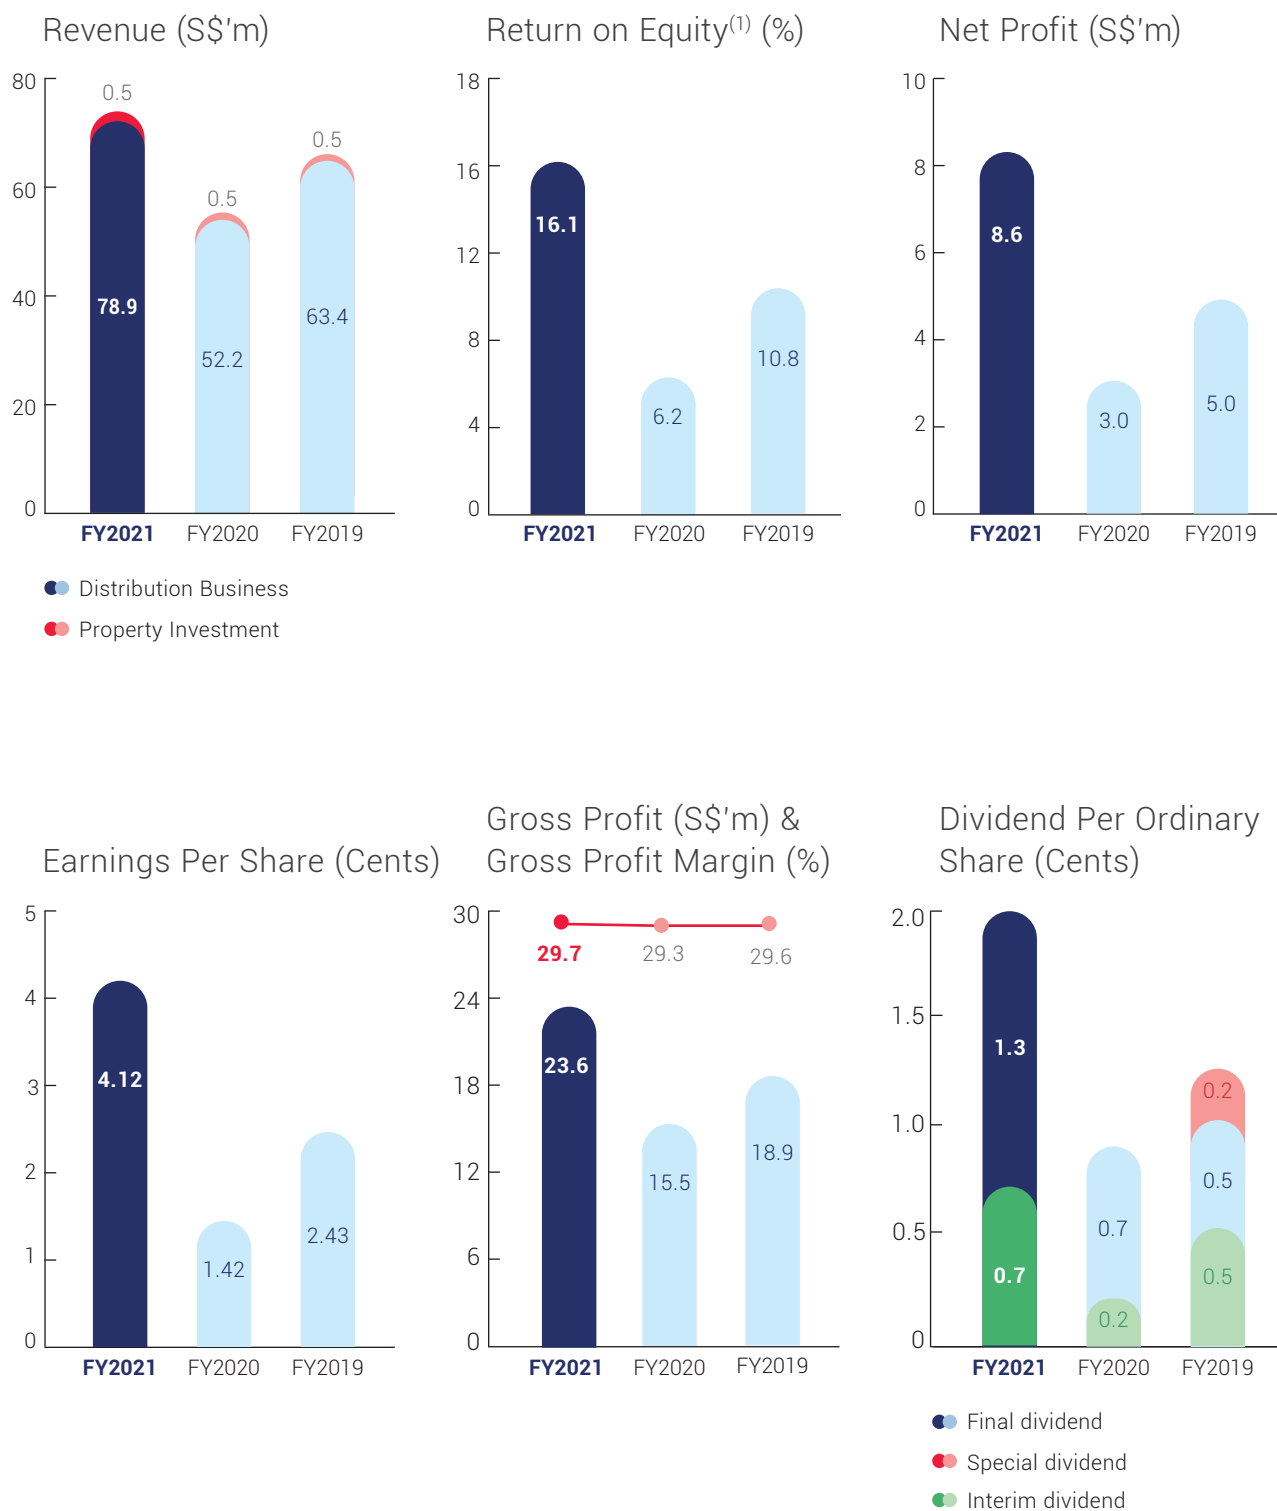 Revenue (S$'m)
80
60
40
20
0
0.5
0.5
0.5
78.9
52.2
63.4
FY2021
FY2020
FY2019
Distribution Business
Property Investment
Return on Equity(1) (%)
18
16
12
8
4
0
16.1
6.2
10.8
FY2021
FY2020
FY2019
Net Profit (S$'m)
10
8
6
4
2
0
8.6
3.0
5.0
FY2021
FY2020
FY2019
Earnings Per Share (Cents)
5
4
3
2
1
0
4.12
1.42
2.43
FY2021
FY2020
FY2019
Gross Profit (S$'m) &
Gross Profit Margin (%)
30
24
18
12
6
0
29.7
29.3
29.6
23.6
15.5
18.9
FY2021
FY2020
FY2019
Dividend Per Ordinary
Share (Cents)
2.0
1.5
1.0
0.5
0
1.3
0.7
0.7
0.2
0.2
0.5
0.5
FY2021
FY2020
FY2019
Final dividend
Special dividend
Interim dividend